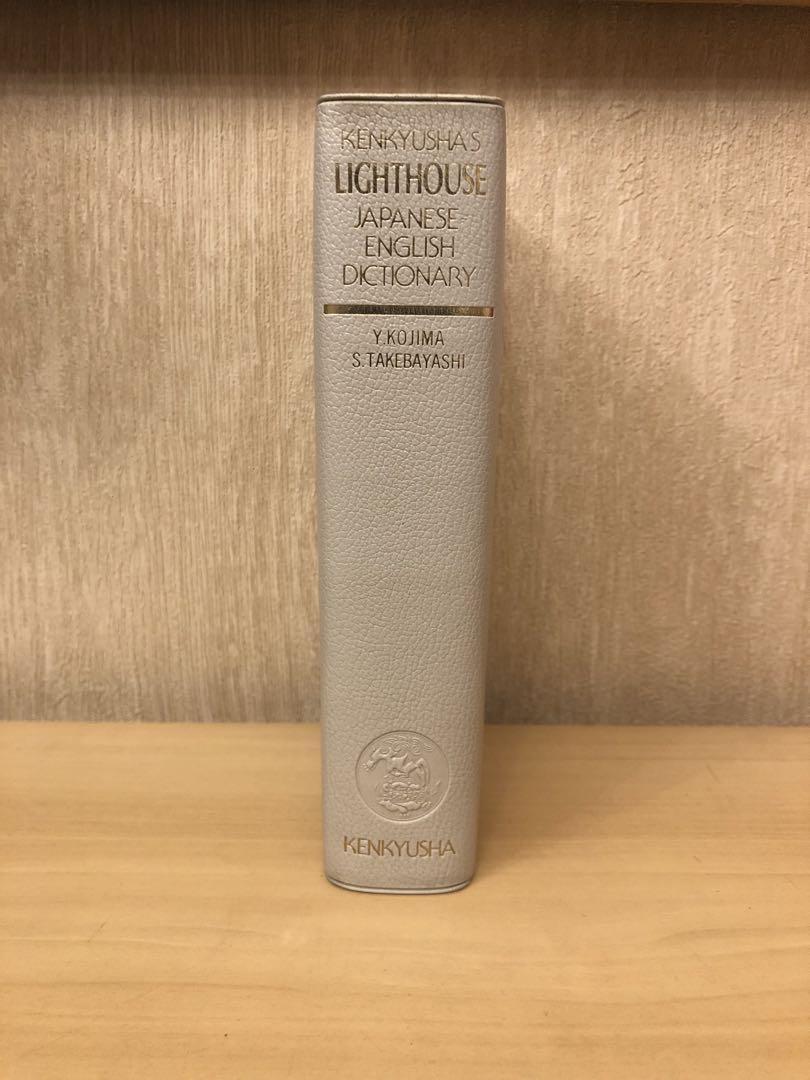 KENKYUSHA'S
LIGHTHOUSE
JAPANESE-
ENGLISH
DICTIONARY
Y.KOJIMA
S.TAKEBAYASHI
KENKYUSHA